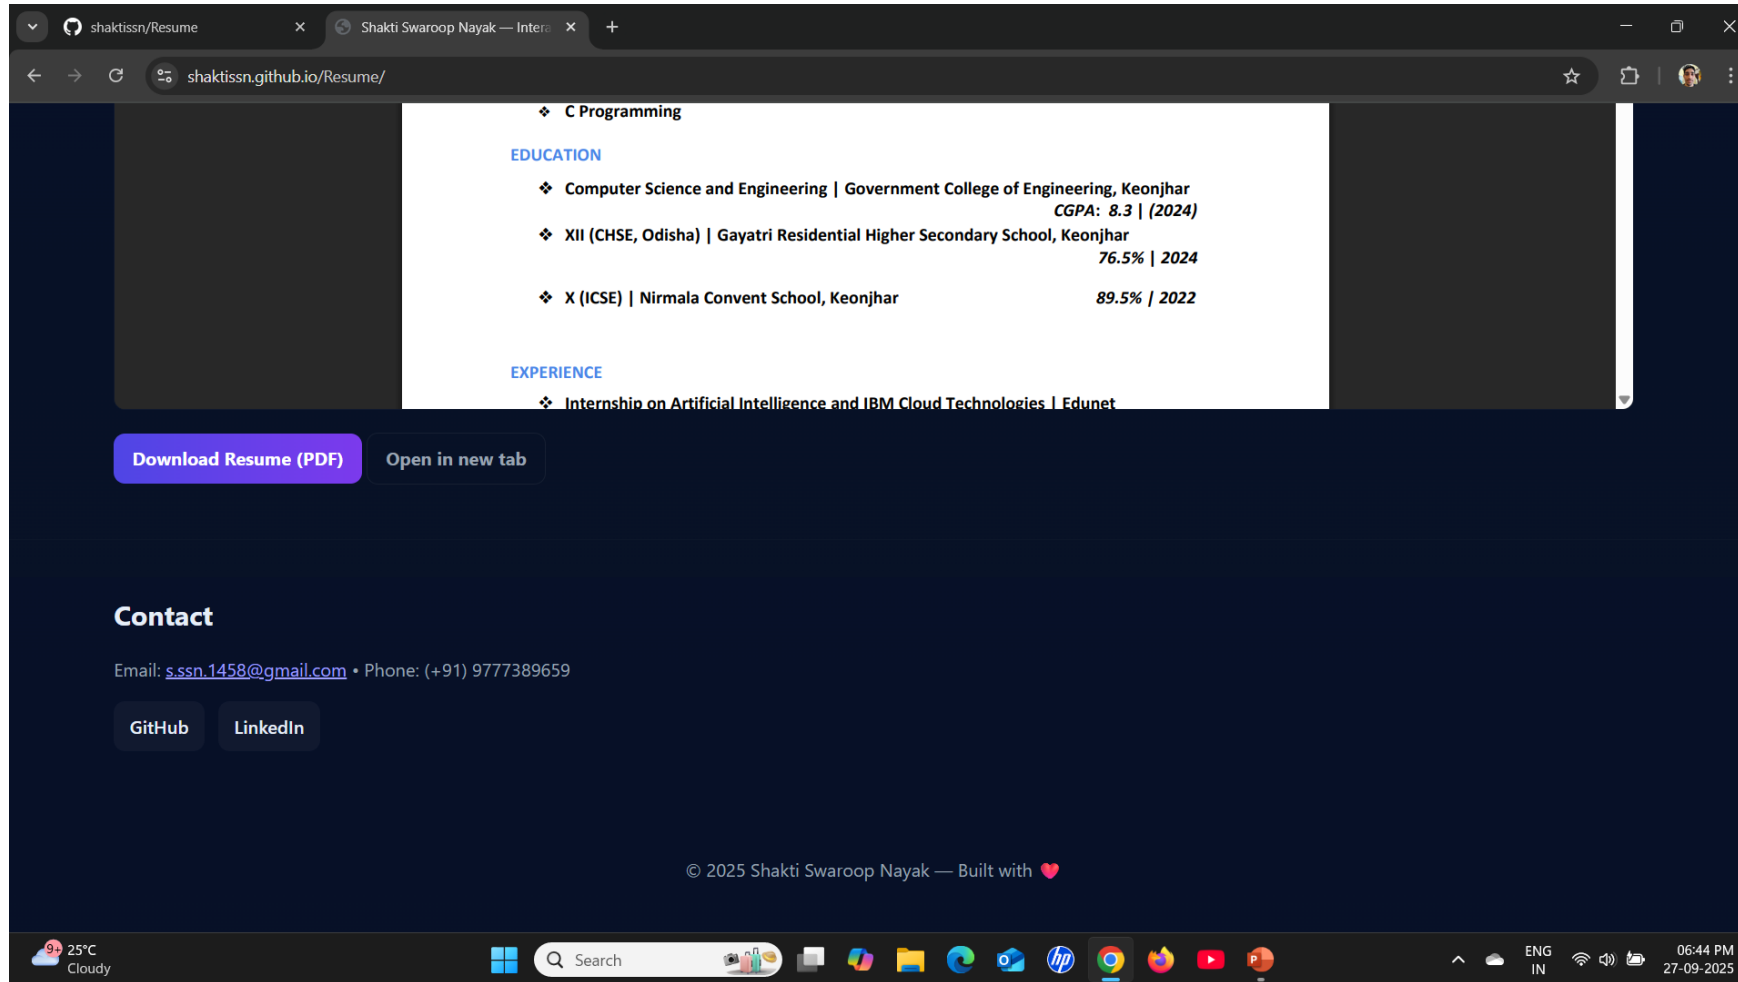 shaktissn/Resume
Shakti Swaroop Nayak — Intera
shaktissn.github.io/Resume/
❖ C Programming
EDUCATION
❖ Computer Science and Engineering | Government College of Engineering, Keonjhar
CGPA: 8.3 | (2024)
❖ XII (CHSE, Odisha) | Gayatri Residential Higher Secondary School, Keonjhar
76.5% | 2024
❖ X (ICSE) | Nirmala Convent School, Keonjhar 89.5% | 2022
EXPERIENCE
❖ Internship on Artificial Intelligence and IBM Cloud Technologies | Edunet
Download Resume (PDF) Open in new tab
Contact
Email: s.ssn.1458@gmail.com • Phone: (+91) 9777389659
GitHub LinkedIn
© 2025 Shakti Swaroop Nayak — Built with ❤
9+ 25°C
Cloudy
Search
hp
P
ENG
IN
06:44 PM
27-09-2025